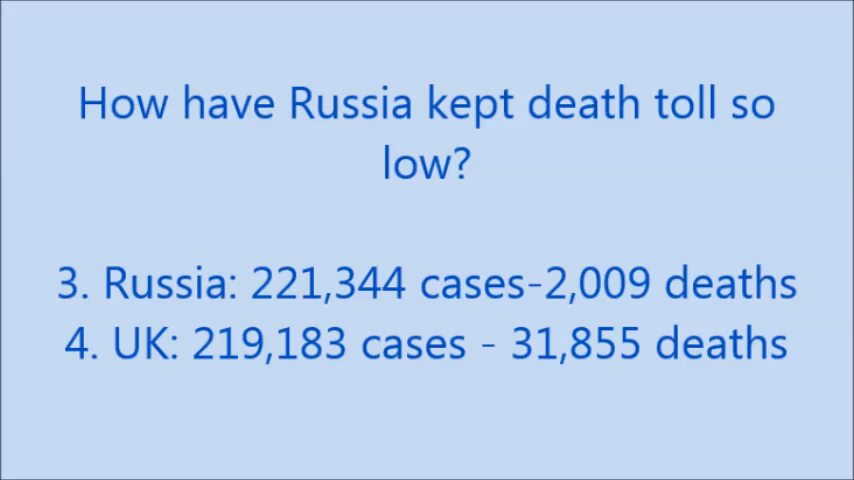 How have Russia kept death toll so
low?
3. Russia: 221,344 cases-2,009 deaths
4. UK: 219,183 cases - 31,855 deaths